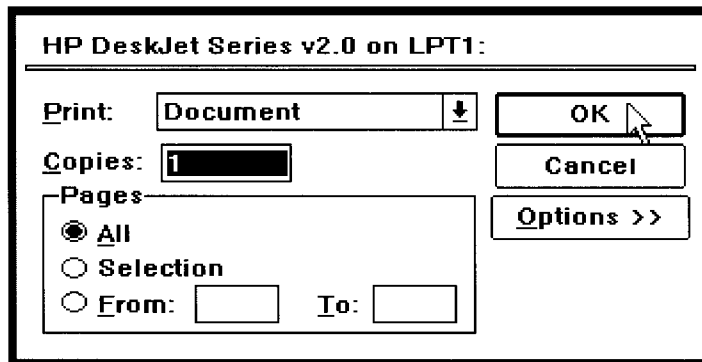 HP DeskJet Series v2.0 on LPT1:
Print: Document OK
Copies: 1 Cancel
Pages Options >>
All
Selection
From: To: